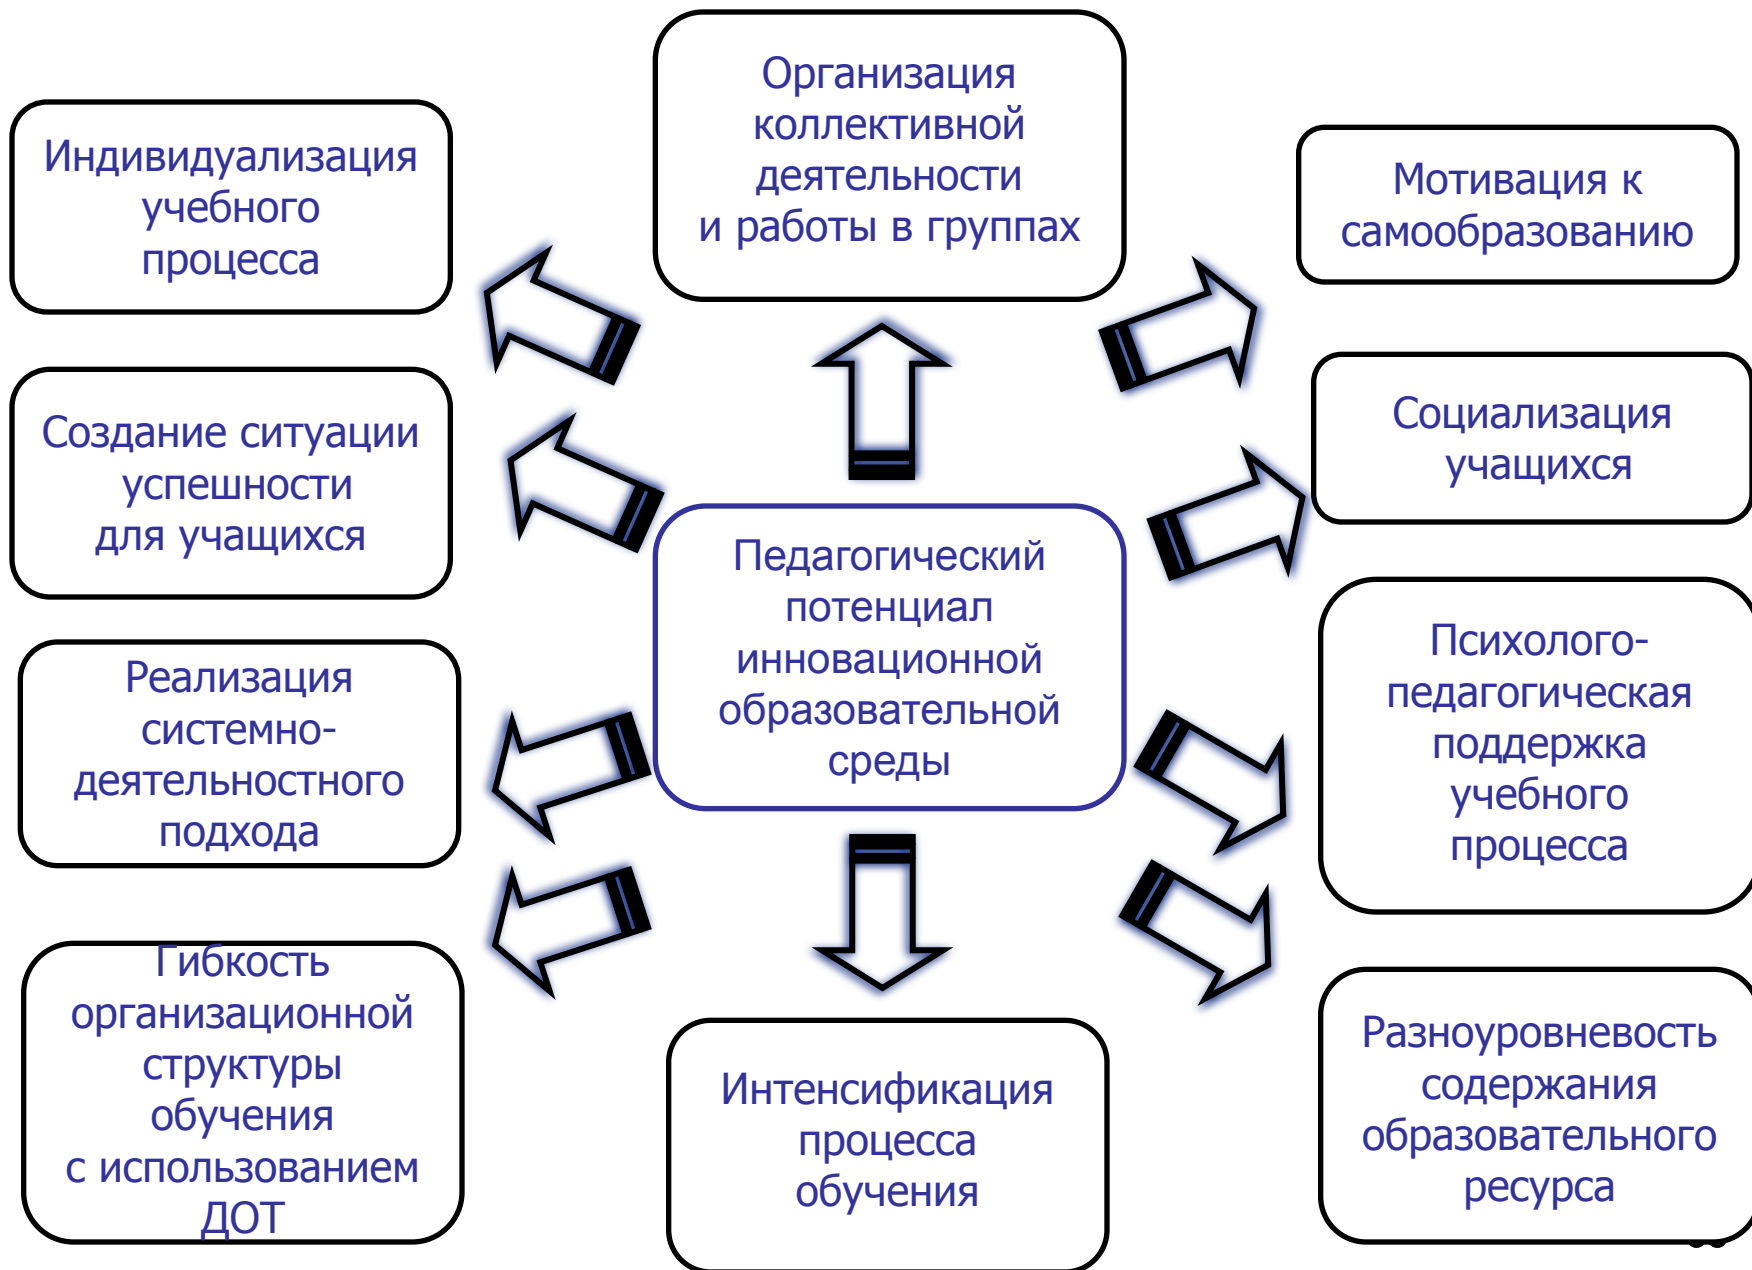 Организация
коллективной
деятельности
и работы в группах
Индивидуализация
учебного
процесса
Мотивация к
самообразованию
Создание ситуации
успешности
для учащихся
Социализация
учащихся
Педагогический
потенциал
инновационной
образовательной
среды
Реализация
системно-
деятельностного
подхода
Психолого-
педагогическая
поддержка
учебного
процесса
Гибкость
организационной
структуры
обучения
с использованием
ДОТ
Интенсификация
процесса
обучения
Разноуровневость
содержания
образовательного
ресурса